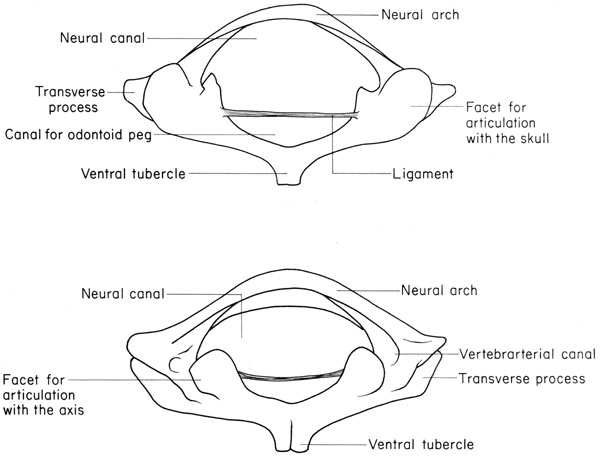 Neural arch
Neural canal
Transverse
process
Facet for
articulation
with the skull
Canal for odontoid peg
Ventral tubercle
Ligament
Neural canal
Neural arch
Vertebrarterial canal
Facet for
articulation
with the axis
Transverse process
Ventral tubercle